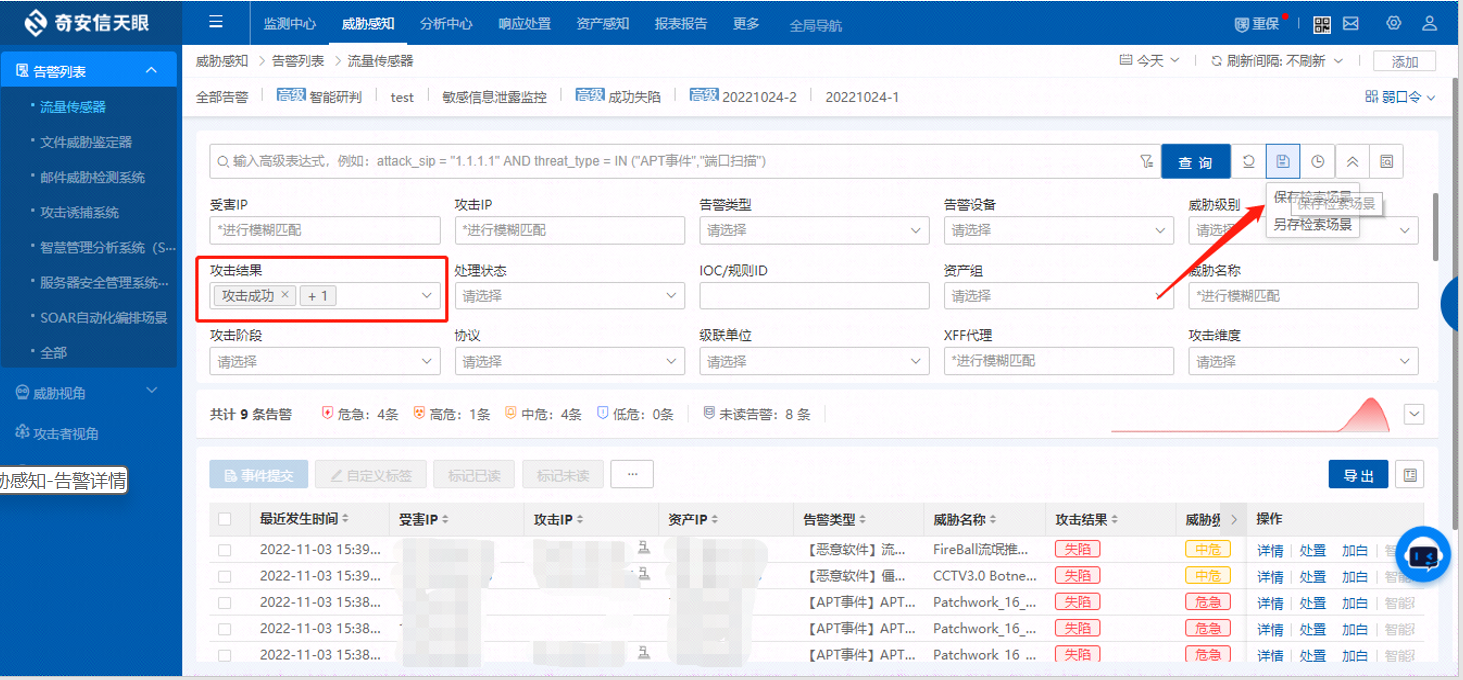 奇安信天眼
监测中心 威胁感知 分析中心 响应处置 资产感知 报表报告 更多 全局导航 重保
告警列表
流量传感器
文件威胁鉴定器
邮件威胁检测系统
攻击诱捕系统
智慧管理分析系统（S...
服务器安全管理系统...
SOAR自动化编排场景
全部
威胁视角
攻击者视角
感知-告警详情
威胁感知 > 告警列表 > 流量传感器 今天 刷新间隔: 不刷新 添加
全部告警 高级 智能研判 test 敏感信息泄露监控 高级 成功失陷 高级 20221024-2 20221024-1 弱口令
输入高级表达式，例如：attack_sip = "1.1.1.1" AND threat_type = IN ("APT事件","端口扫描") 查 询
保存检索场景
保存检索场景
另存检索场景
受害IP 攻击IP 告警类型 告警设备 威胁级别
*进行模糊匹配 *进行模糊匹配 请选择 请选择
攻击结果 处理状态 IOC/规则ID 资产组 威胁名称
攻击成功 × + 1 请选择 请选择 *进行模糊匹配
攻击阶段 协议 级联单位 XFF代理 攻击维度
请选择 请选择 请选择 *进行模糊匹配 请选择
共计 9 条告警 危急：4条 高危：1条 中危：4条 低危：0条 未读告警：8 条
事件提交 自定义标签 标记已读 标记未读 ... 导 出
最近发生时间 受害IP 攻击IP 资产IP 告警类型 威胁名称 攻击结果 威胁级 操作
2022-11-03 15:39... 【恶意软件】流... FireBall流氓推... 失陷 中危 详情 处置 加白
2022-11-03 15:39... 【恶意软件】僵... CCTV3.0 Botne... 失陷 中危 详情 处置 加白 智能
2022-11-03 15:38... 【APT事件】APT... Patchwork_16_... 失陷 危急 详情 处置 加白 智能
2022-11-03 15:38... 【APT事件】APT... Patchwork_16_... 失陷 危急 详情 处置 加白 智能
2022-11-03 15:38... 【APT事件】APT... Patchwork 16 ... 失陷 危急 详情 处置 加白 智能